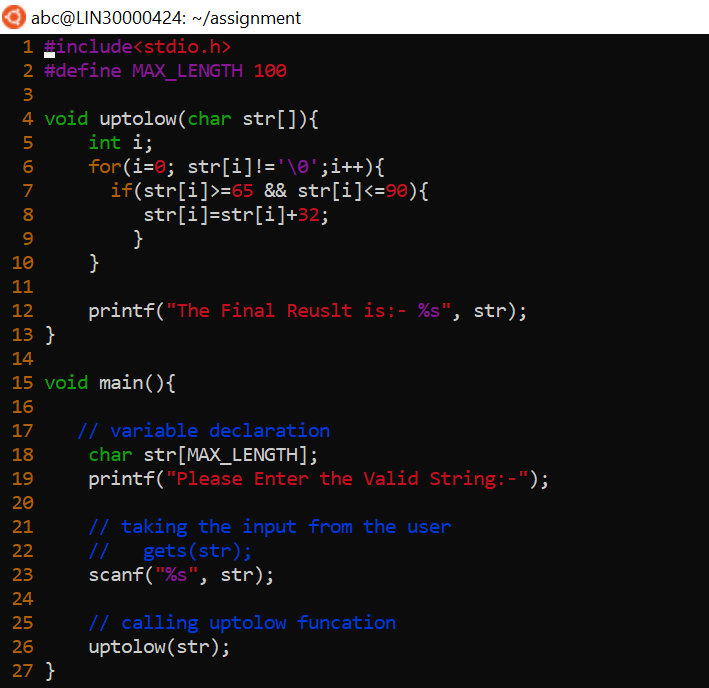 abc@LIN30000424: ~/assignment
1 #include<stdio.h>
2 #define MAX_LENGTH 100
3
4 void uptolow(char str[]){
5     int i;
6     for(i=0; str[i]!='\0';i++){
7       if(str[i]>=65 && str[i]<=90){
8          str[i]=str[i]+32;
9         }
10     }
11
12     printf("The Final Reuslt is:- %s", str);
13 }
14
15 void main(){
16
17    // variable declaration
18     char str[MAX_LENGTH];
19     printf("Please Enter the Valid String:-");
20
21     // taking the input from the user
22     //   gets(str);
23     scanf("%s", str);
24
25     // calling uptolow funcation
26     uptolow(str);
27 }